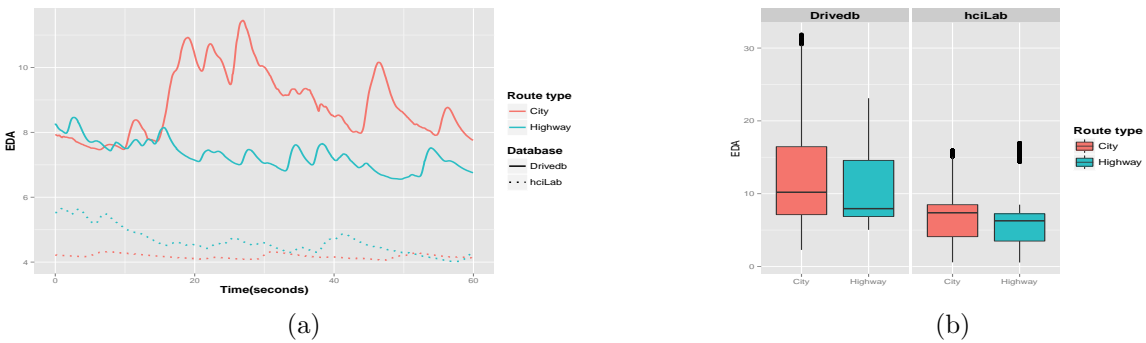 EDA
10
8
6
4
0
20
40
60
Time(seconds)
Route type
City
Highway
Database
Drivedb
hciLab
(a)
Drivedb hciLab
EDA
30
20
10
0
City Highway City Highway
Route type
City
Highway
(b)